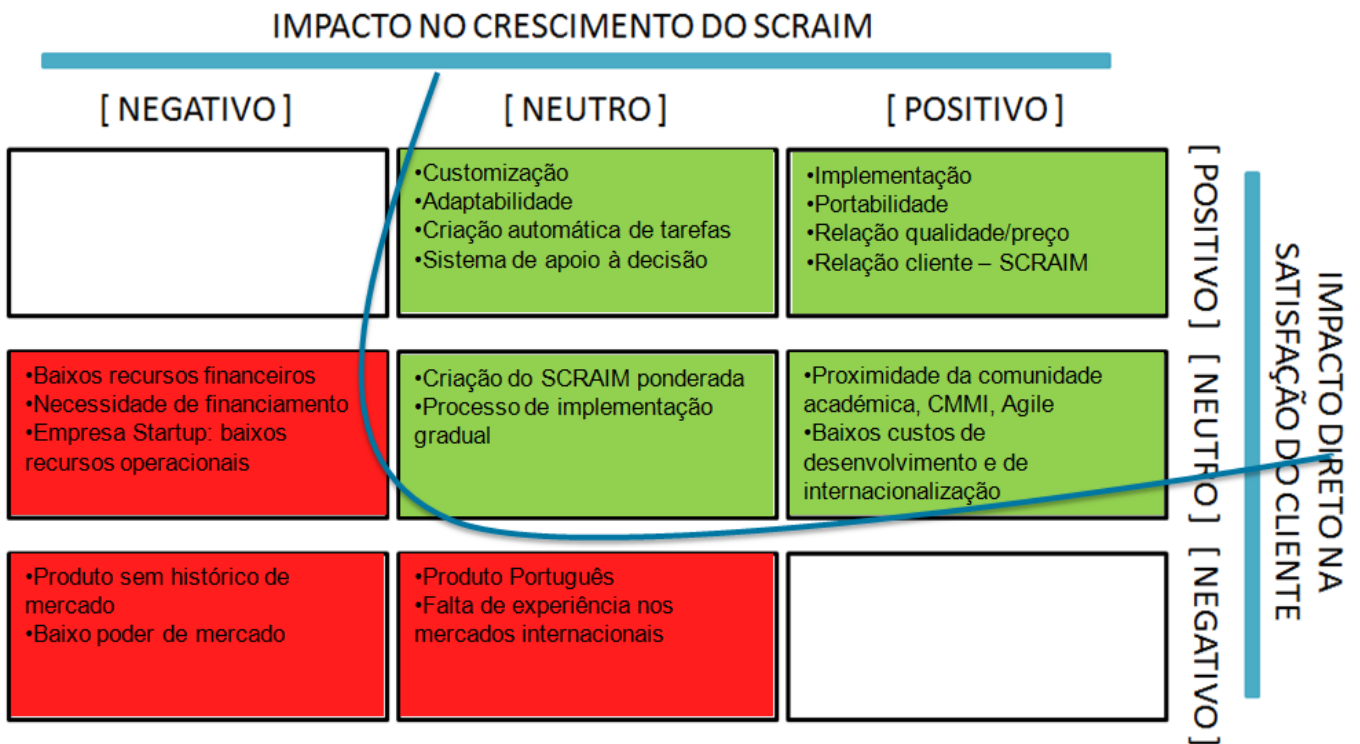 IMPACTO NO CRESCIMENTO DO SCRAIM
[ NEGATIVO ]
[ NEUTRO ]
[ POSITIVO ]
•Customização
•Adaptabilidade
•Criação automática de tarefas
•Sistema de apoio à decisão
•Implementação
•Portabilidade
•Relação qualidade/preço
•Relação cliente – SCRAIM
[ POSITIVO ]
•Baixos recursos financeiros
•Necessidade de financiamento
•Empresa Startup: baixos
recursos operacionais
•Criação do SCRAIM ponderada
•Processo de implementação
gradual
•Proximidade da comunidade
académica, CMMI, Agile
•Baixos custos de
desenvolvimento e de
internacionalização
[ NEUTRO ]
•Produto sem histórico de
mercado
•Baixo poder de mercado
•Produto Português
•Falta de experiência nos
mercados internacionais
[ NEGATIVO ]
IMPACTO DIRETO NA
SATISFAÇÃO DO CLIENTE